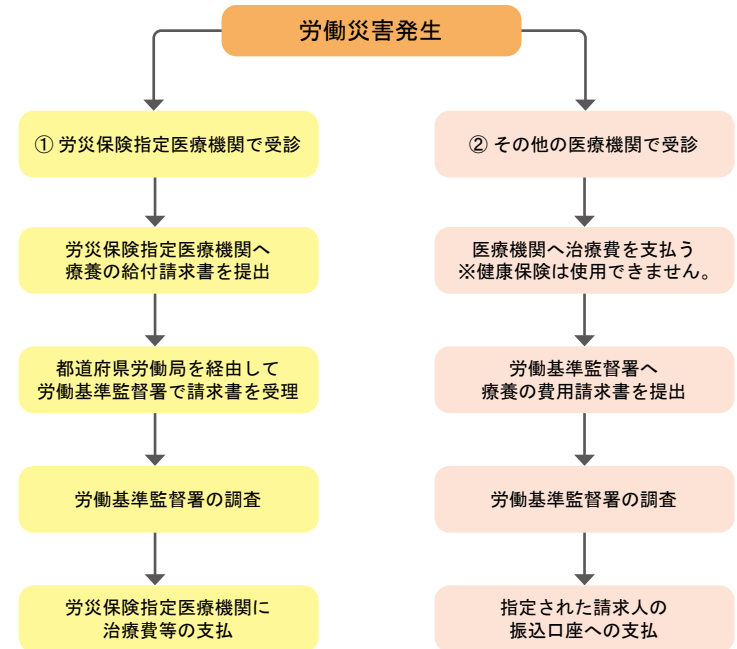 労働災害発生
① 労災保険指定医療機関で受診
労災保険指定医療機関へ
療養の給付請求書を提出
都道府県労働局を経由して
労働基準監督署で請求書を受理
労働基準監督署の調査
労災保険指定医療機関に
治療費等の支払
② その他の医療機関で受診
医療機関へ治療費を支払う
※健康保険は使用できません。
労働基準監督署へ
療養の費用請求書を提出
労働基準監督署の調査
指定された請求人の
振込口座への支払